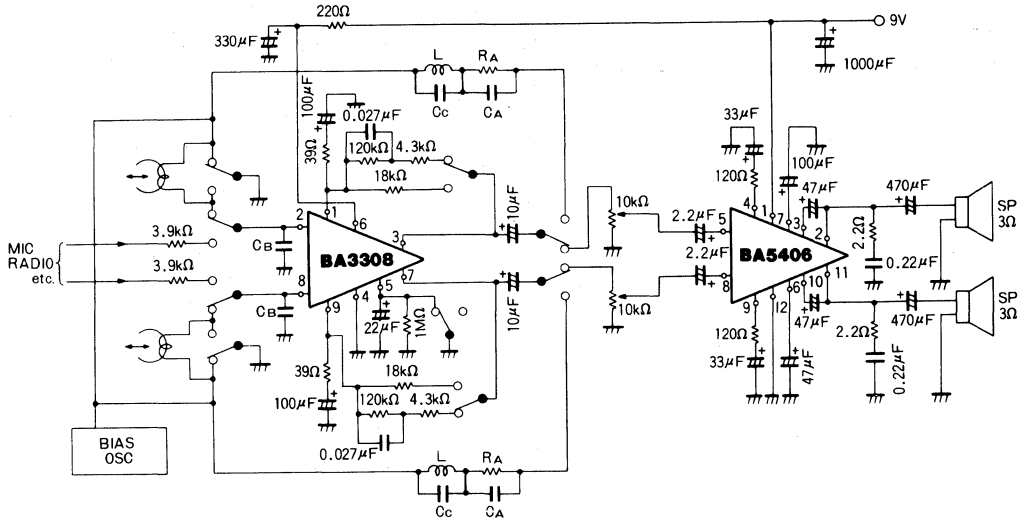 220Ω
9V
330µF
+
+
1000µF
L
RA
Cc
CA
100µF
+
0.027µF
39Ω
120kΩ
4.3kΩ
18kΩ
33µF
+
120Ω
100µF
+
47µF
+
470µF
+
SP
3Ω
2.2Ω
0.22µF
MIC
RADIO
etc.
3.9kΩ
3.9kΩ
CB
CB
2
1
6
BA3308
3
7
8
9
4
5
10µF
+
10µF
+
10kΩ
10kΩ
2.2µF
+
2.2µF
+
5
4
1
7
3
2
BA5406
11
10
8
9
12
6
22µF
+
1MΩ
39Ω
100µF
+
18kΩ
120kΩ
4.3kΩ
0.027µF
120Ω
33µF
+
47µF
+
47µF
+
2.2Ω
0.22µF
470µF
+
SP
3Ω
BIAS
OSC
L
RA
Cc
CA